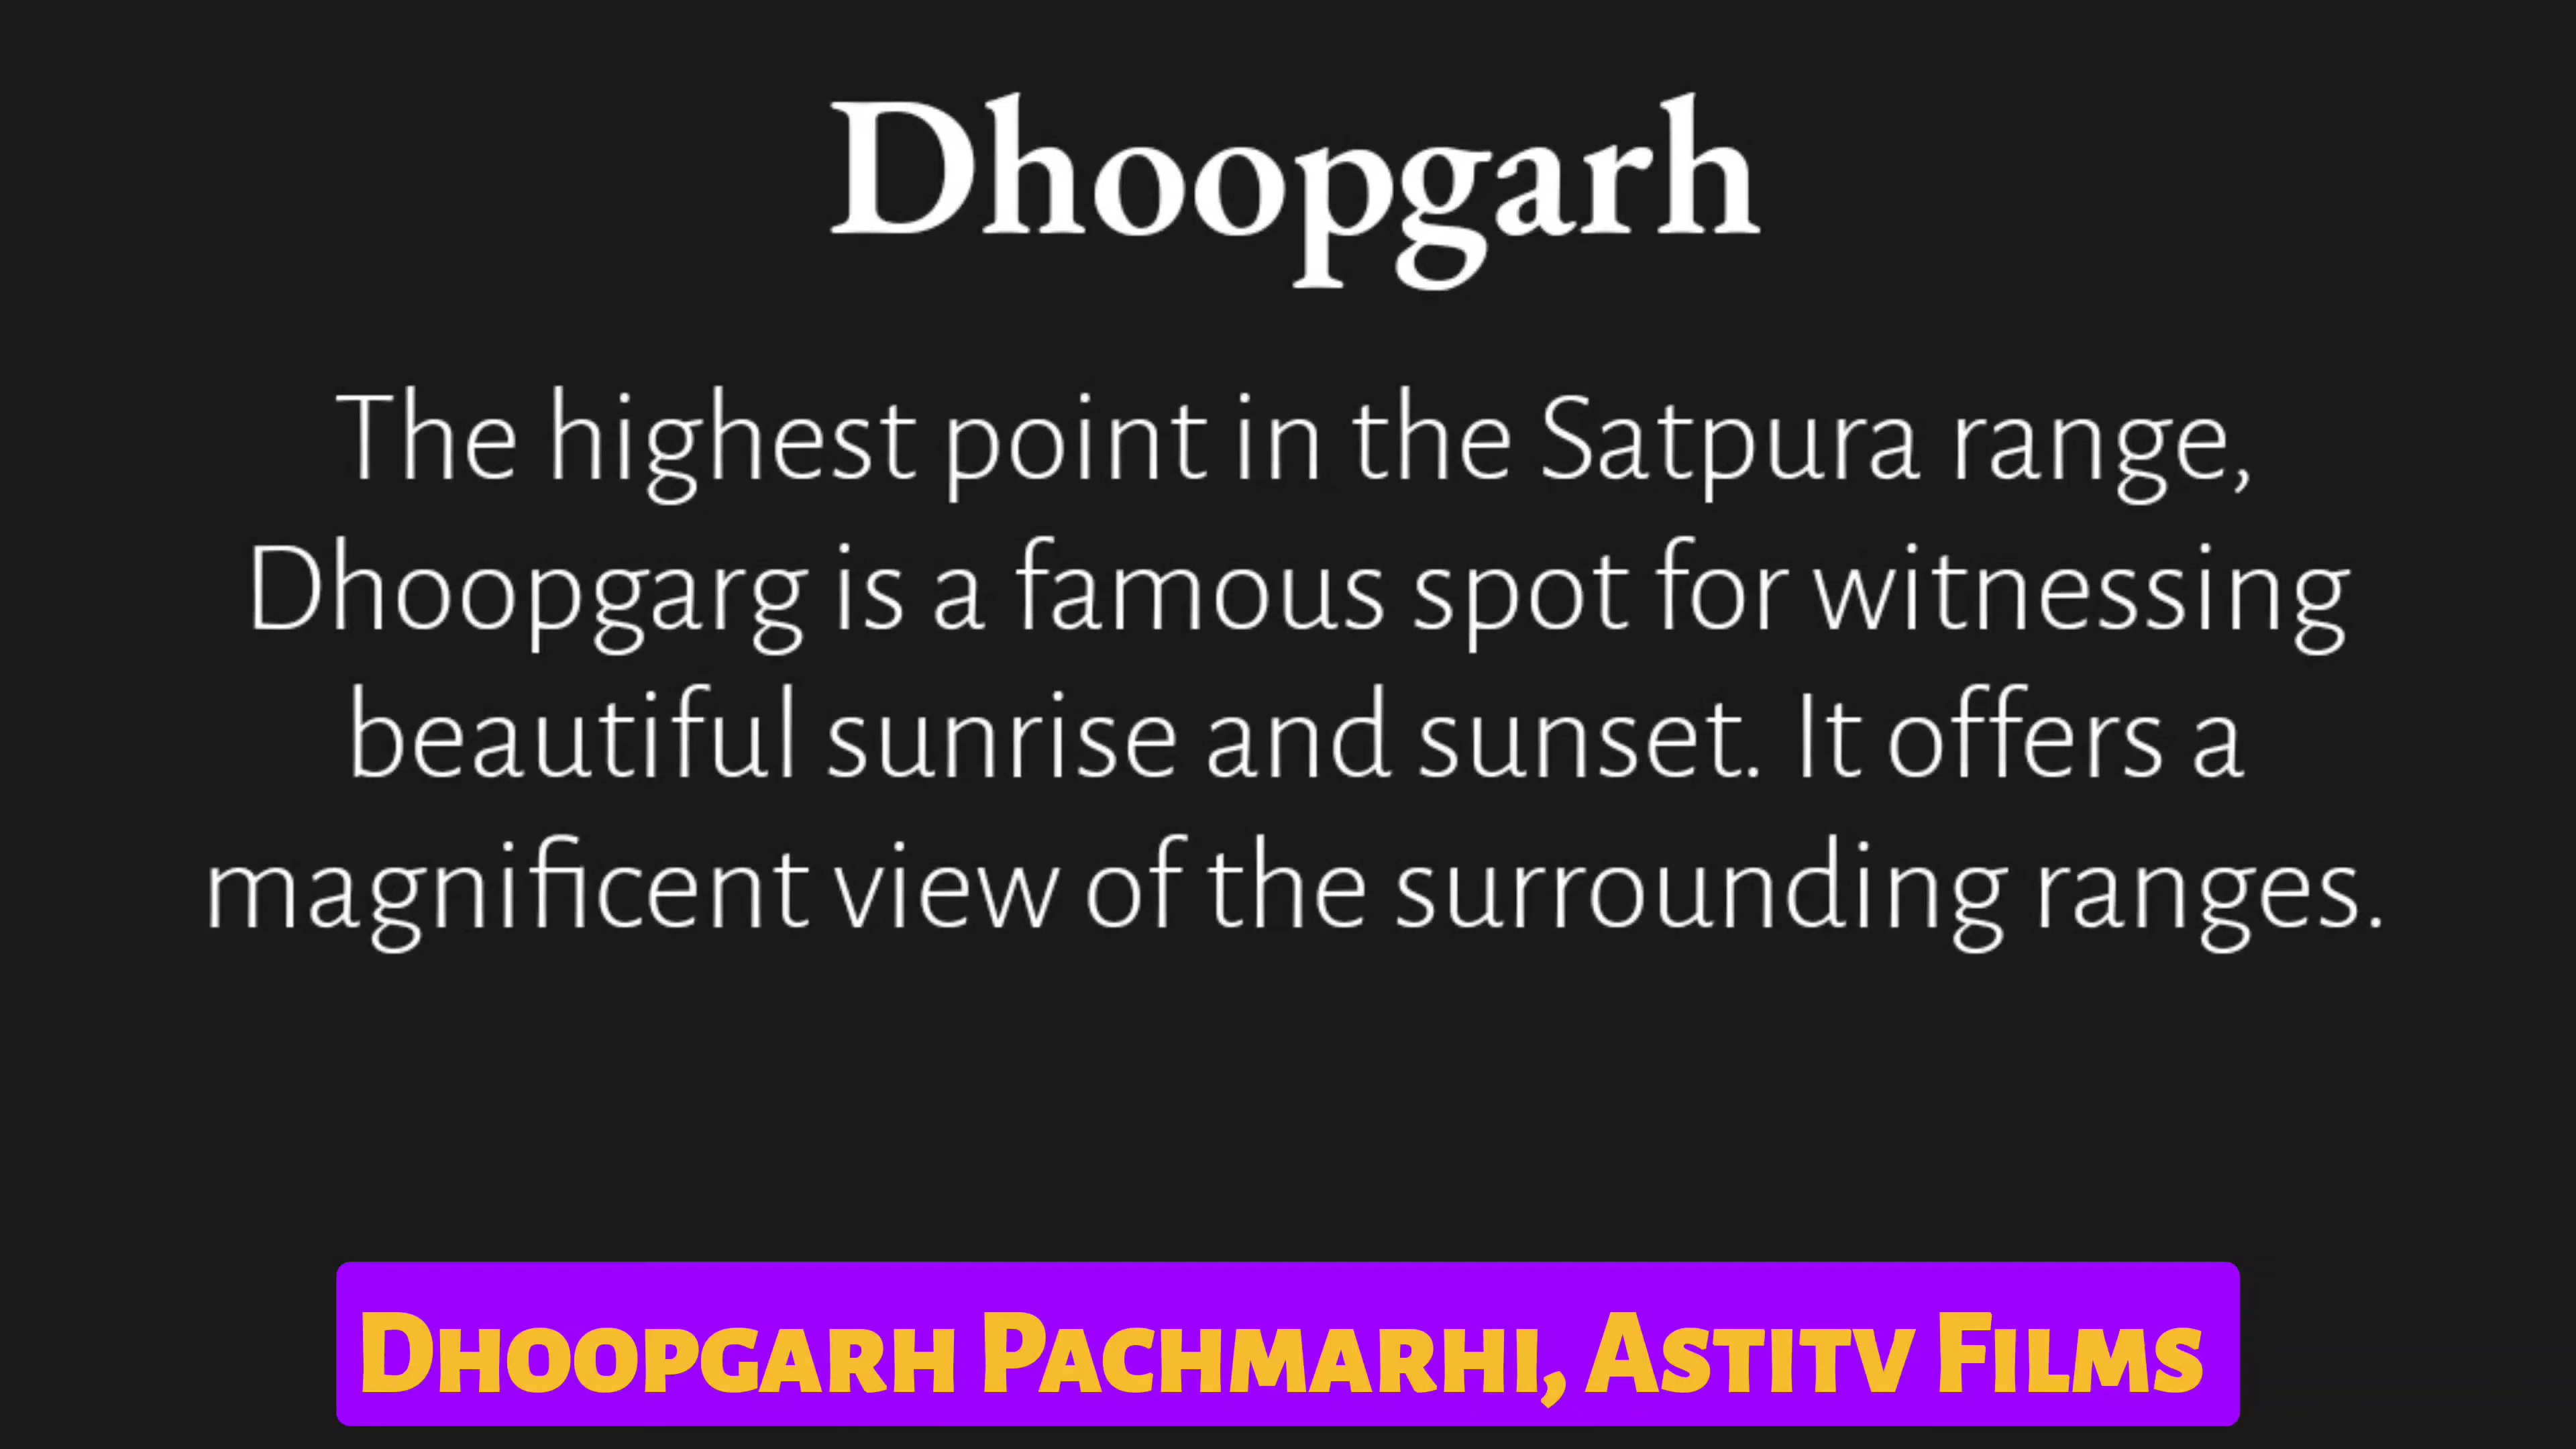 Dhoopgarh
The highest point in the Satpura range,
Dhoopgarg is a famous spot for witnessing
beautiful sunrise and sunset. It offers a
magnificent view of the surrounding ranges.
Dhoopgarh Pachmarhi, Astitv Films